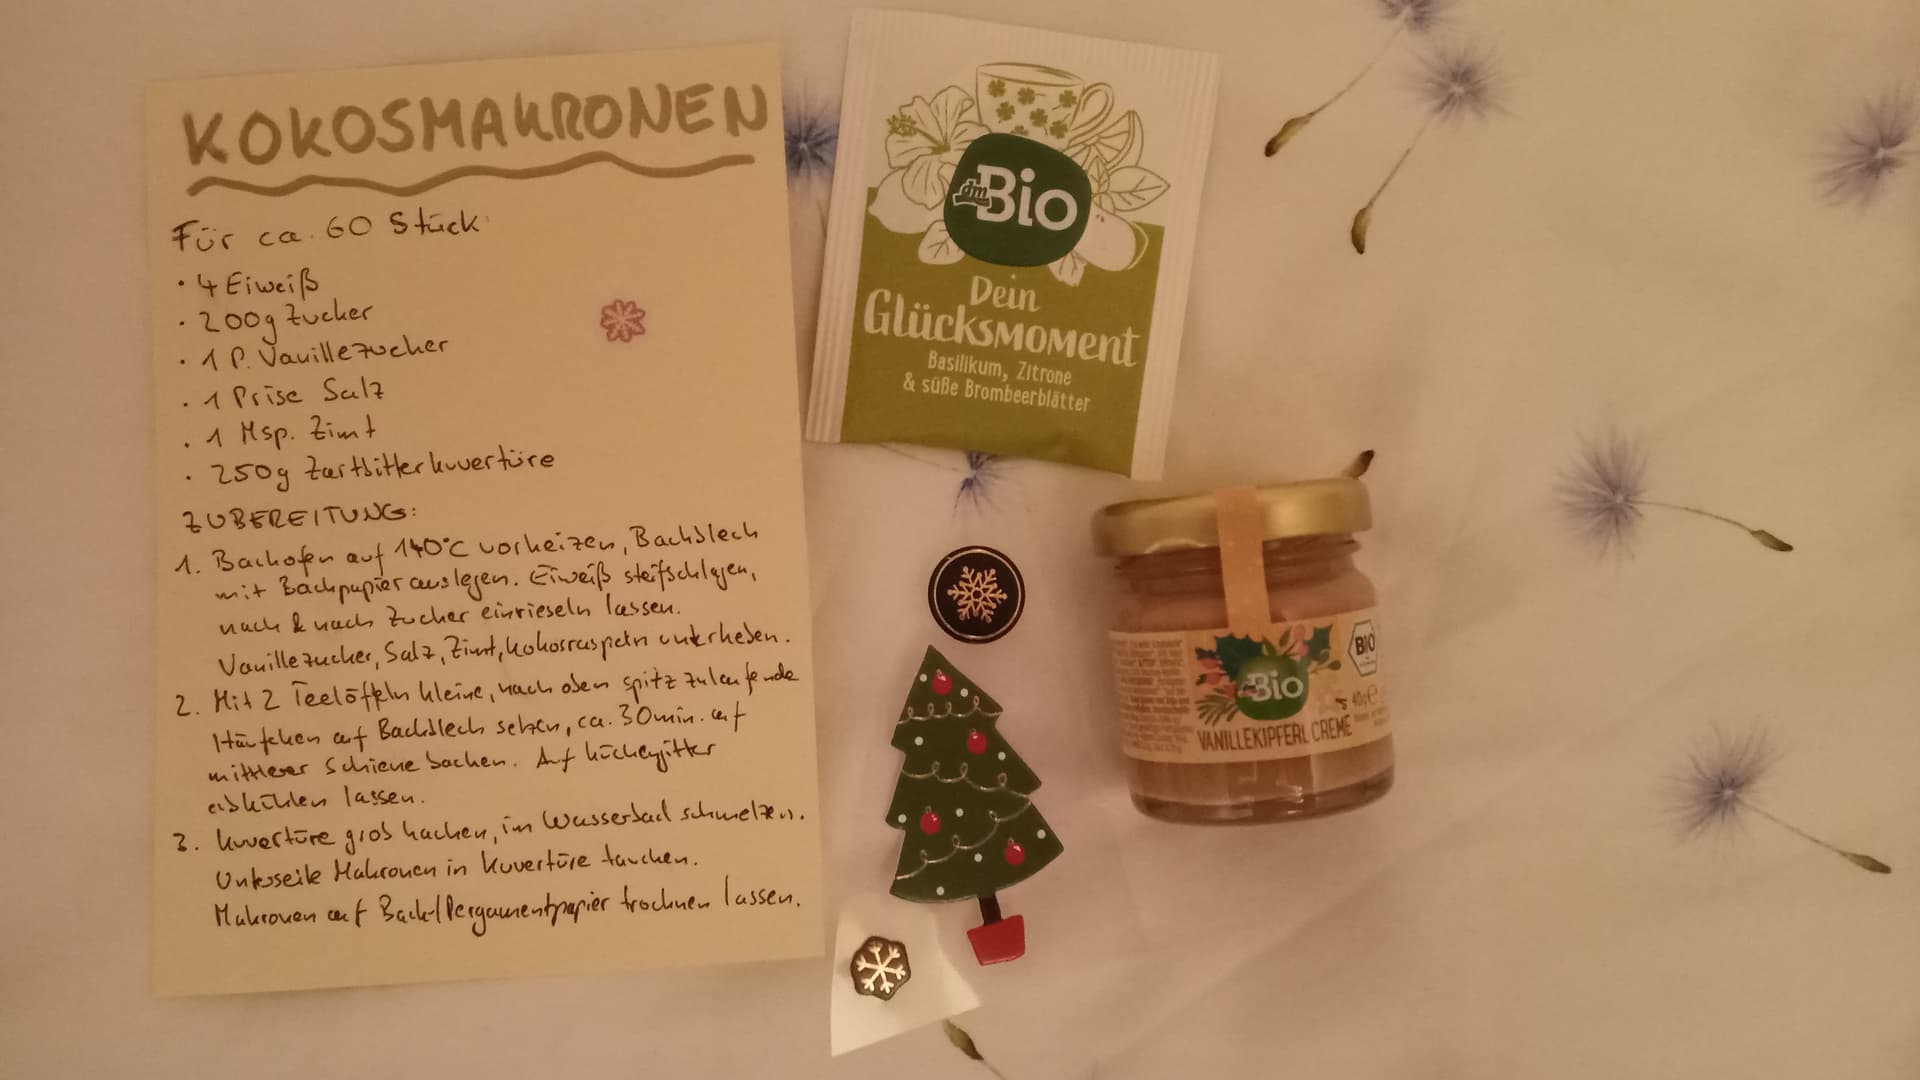 KOKOSMAKRONEN
Für ca. 60 Stück
• 4 Eiweiß
• 200g Zucker
• 1 P. Vanillezucker
• 1 Prise Salz
• 1 Msp. Zimt
• 250g Zartbitterkuvertüre
ZUBEREITUNG:
1. Backofen auf 140°C vorheizen, Backblech
mit Backpapier auslegen. Eiweiß steifschlagen,
nach & nach Zucker einrieseln lassen.
Vanillezucker, Salz, Zimt, Kokosraspeln unterheben.
2. Mit 2 Teelöffeln kleine, nach oben spitz zulaufende
Häufchen auf Backblech setzen, ca. 30min. auf
mittlerer Schiene backen. Auf Küchengitter
abkühlen lassen.
3. Kuvertüre grob hacken, im Wasserbad schmelzen.
Unterseite Makronen in Kuvertüre tauchen.
Makronen auf Back-/Pergamentpapier trocknen lassen.
dm Bio
Dein
Glücksmoment
Basilikum, Zitrone
& süße Brombeerblätter
BIO
Bio
40g ℮
VANILLEKIPFERL CREME